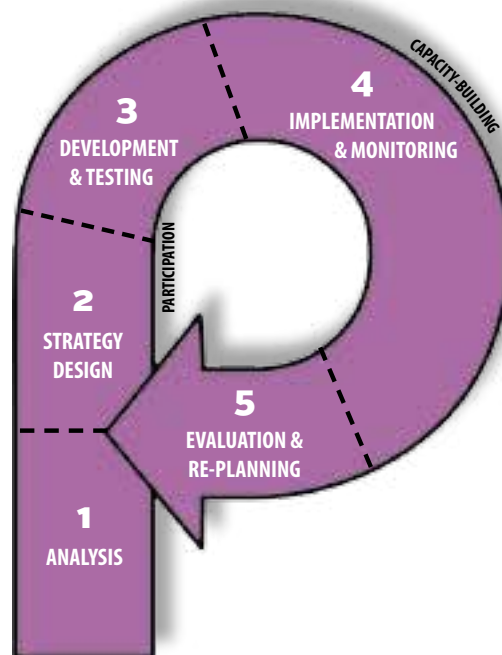 1
ANALYSIS
2
STRATEGY
DESIGN
3
DEVELOPMENT
& TESTING
4
IMPLEMENTATION
& MONITORING
5
EVALUATION &
RE-PLANNING
PARTICIPATION
CAPACITY-BUILDING